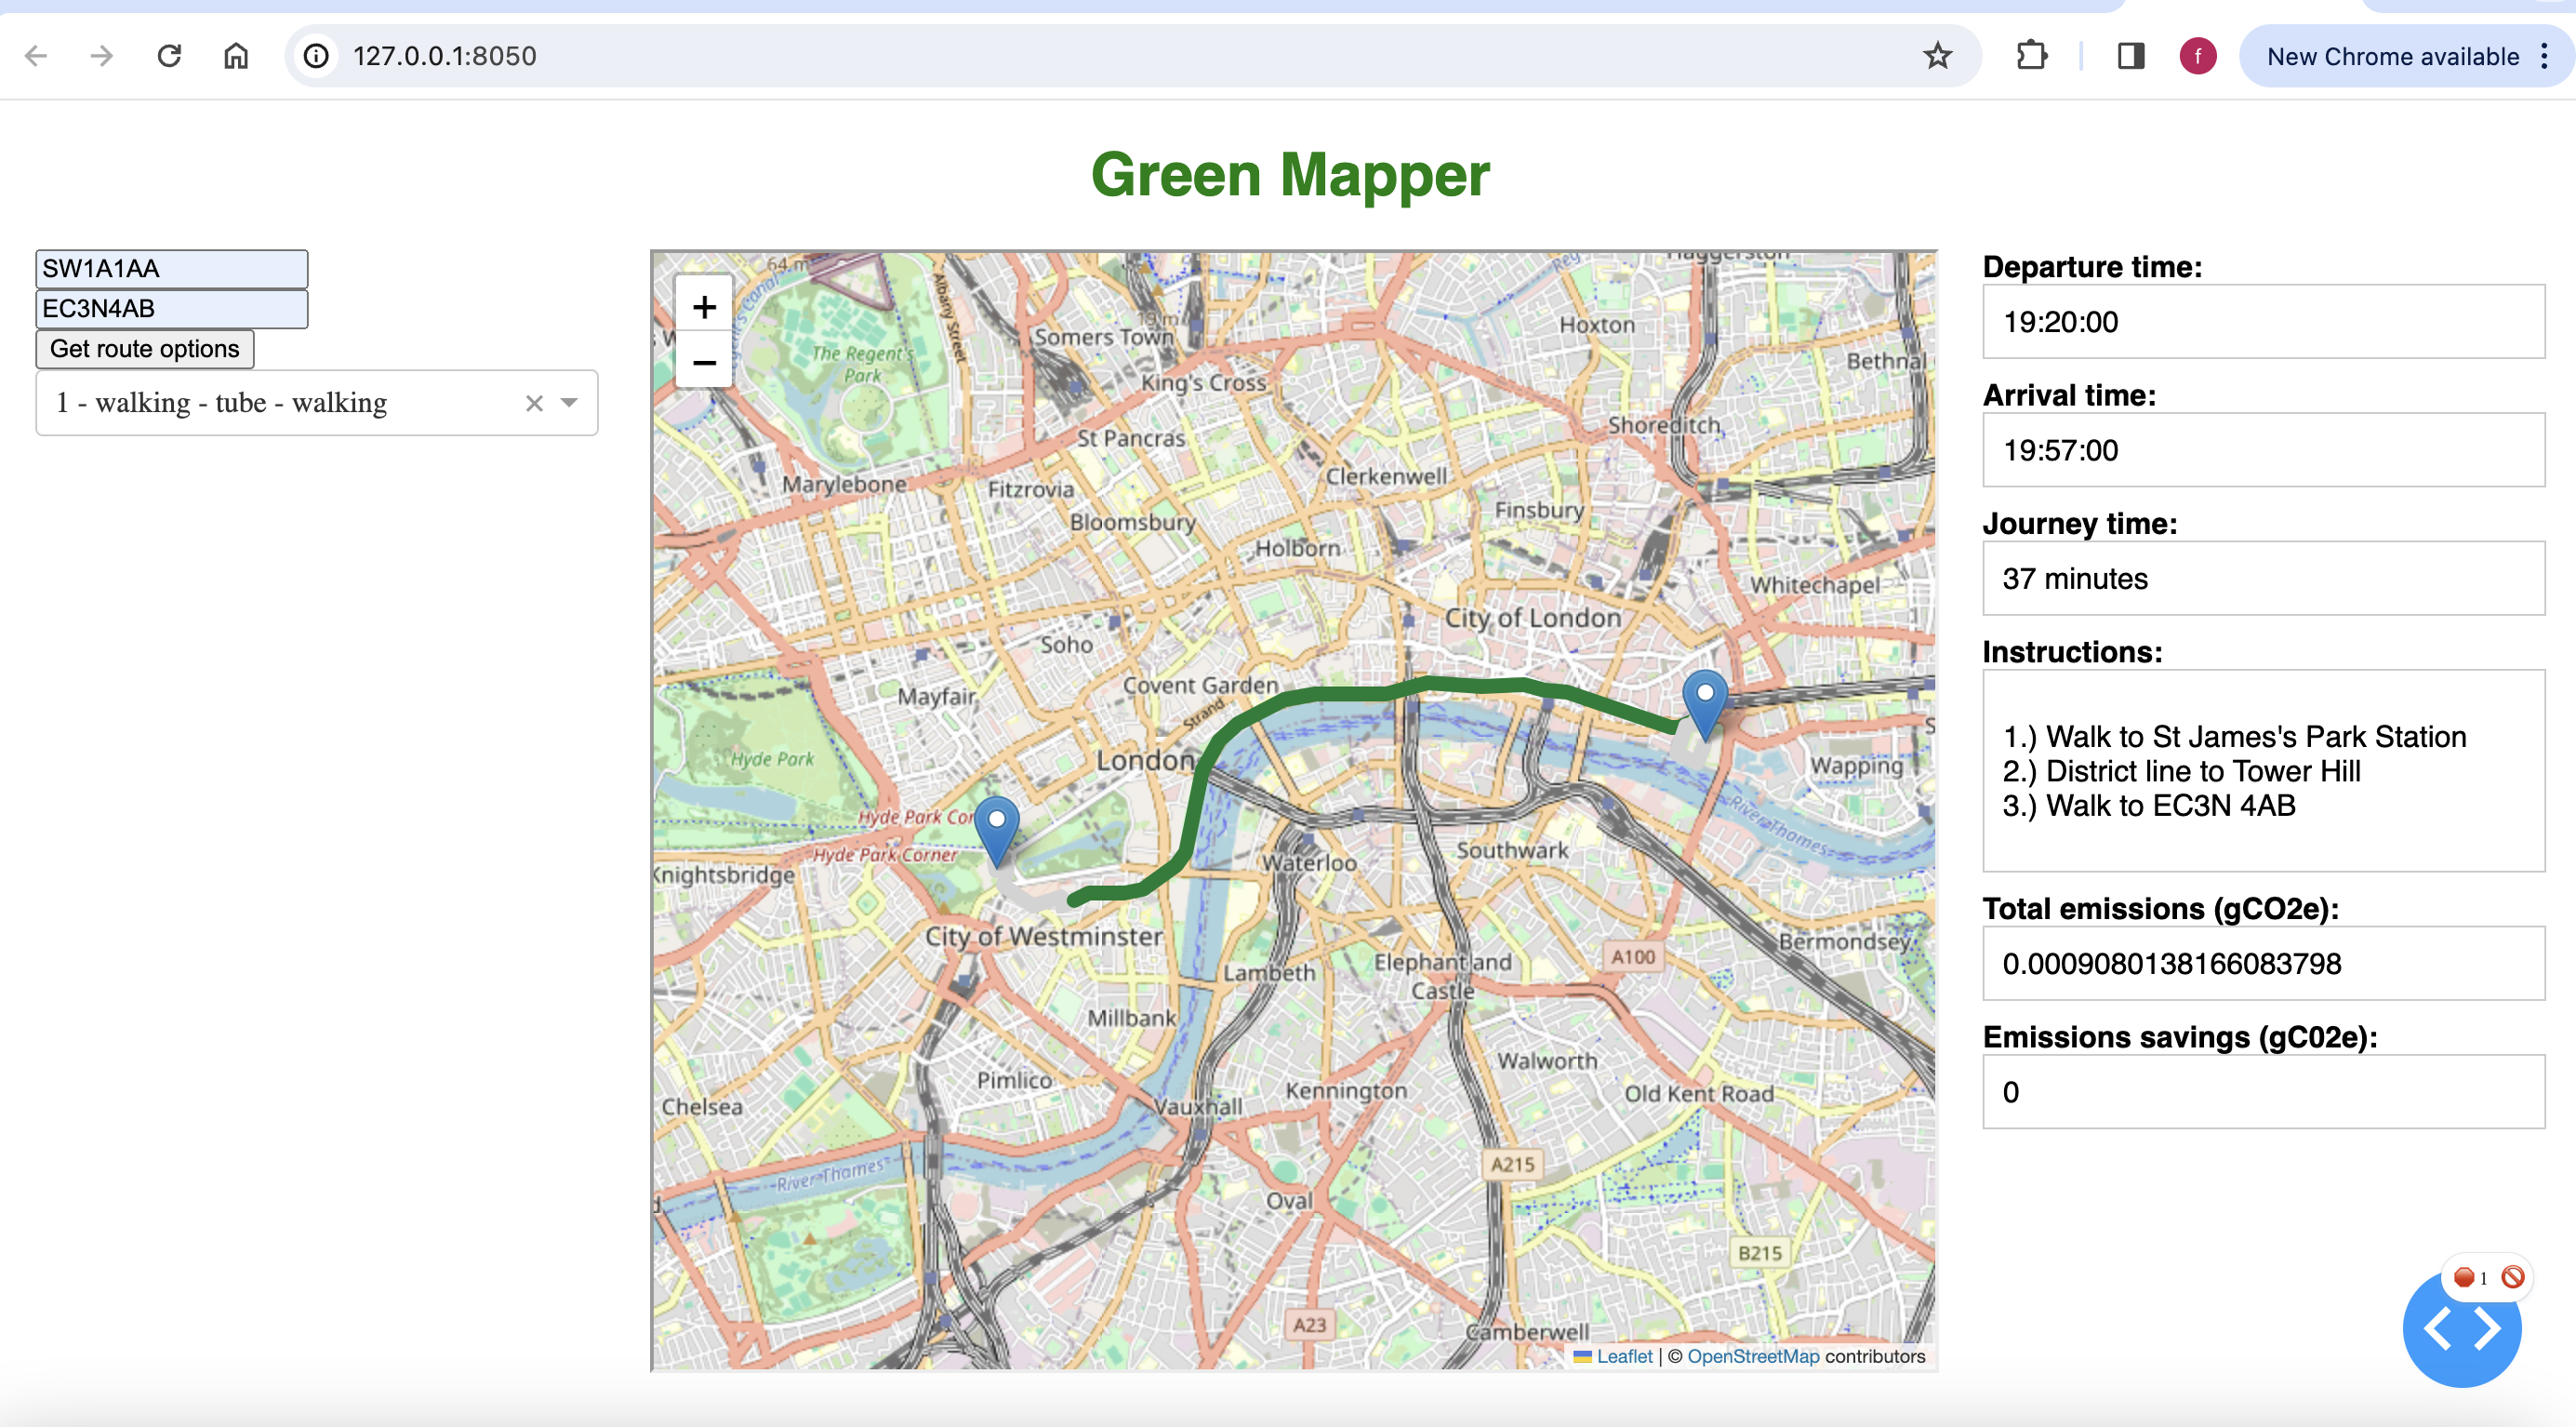 127.0.0.1:8050
f
New Chrome available
Green Mapper
SW1A1AA
EC3N4AB
Get route options
1 - walking - tube - walking
+
−
64 m
Albany Street
19 m
Somers Town
Hoxton
The Regent's
Park
Bethnal
King's Cross
St Pancras
Shoreditch
Marylebone
Fitzrovia
Clerkenwell
Bloomsbury
Finsbury
Holborn
Whitechapel
City of London
Soho
Covent Garden
Mayfair
Strand
Hyde Park
London
Wapping
Hyde Park Cor
River Thames
Hyde Park Corner
Southwark
Waterloo
Knightsbridge
City of Westminster
Bermondsey
A100
Elephant and
Castle
Lambeth
Millbank
Walworth
Pimlico
Kennington
Old Kent Road
Chelsea
Vauxhall
A215
River Thames
Oval
B215
A23
Camberwell
Leaflet | © OpenStreetMap contributors
Departure time:
19:20:00
Arrival time:
19:57:00
Journey time:
37 minutes
Instructions:
1.) Walk to St James's Park Station
2.) District line to Tower Hill
3.) Walk to EC3N 4AB
Total emissions (gCO2e):
0.0009080138166083798
Emissions savings (gC02e):
0
1